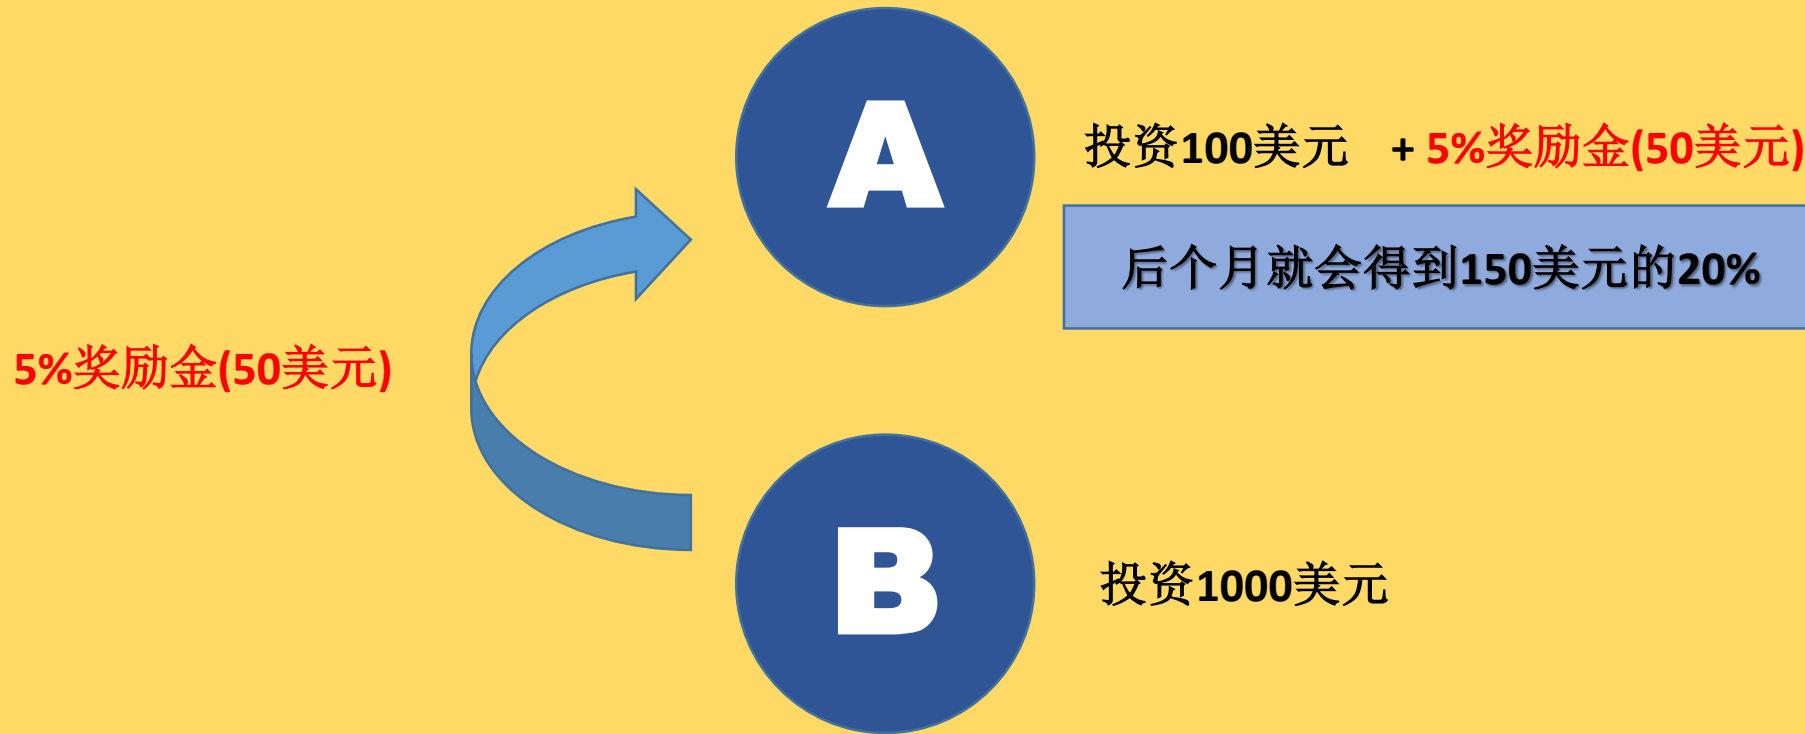 A
投资100美元 + 5%奖励金(50美元)
后个月就会得到150美元的20%
5%奖励金(50美元)
B
投资1000美元